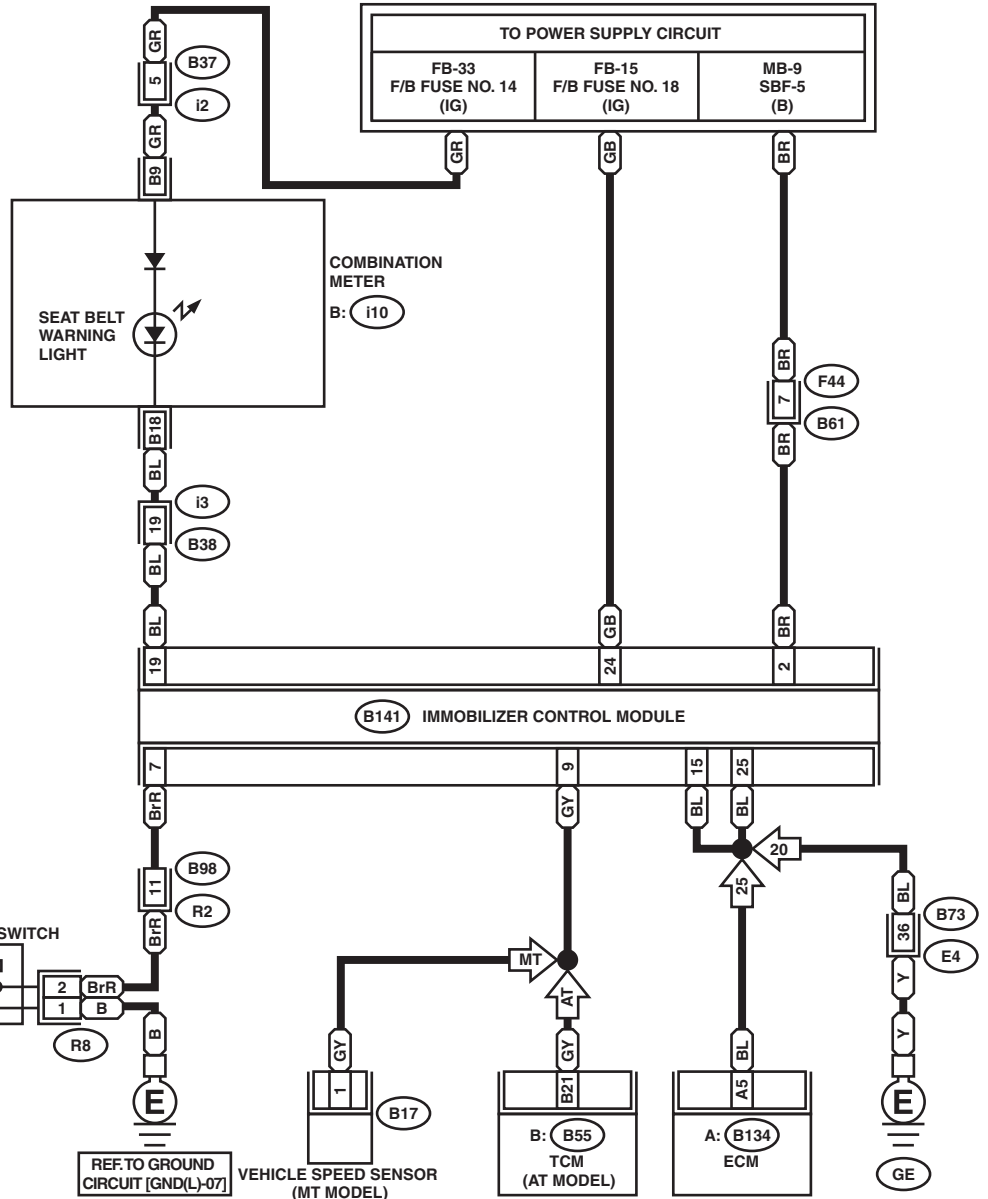 TO POWER SUPPLY CIRCUIT
FB-33
F/B FUSE NO. 14
(IG)
FB-15
F/B FUSE NO. 18
(IG)
MB-9
SBF-5
(B)
GR
5
B37
i2
GR
B9
GR
GB
BR
COMBINATION
METER
B: i10
SEAT BELT
WARNING
LIGHT
BR
7
F44
B61
BR
B18
BL
19
i3
B38
BL
BL
GB
BR
19
24
2
B141 IMMOBILIZER CONTROL MODULE
7
9
15
25
BrR
GY
BL
BL
20
25
11
B98
R2
BrR
BL
36
B73
E4
Y
Y
SWITCH
2 BrR
1 B
R8
B
MT
AT
GY
GY
BL
1
B17
B21
A5
E
E
B: B55
TCM
(AT MODEL)
A: B134
ECM
GE
REF. TO GROUND
CIRCUIT [GND(L)-07]
VEHICLE SPEED SENSOR
(MT MODEL)